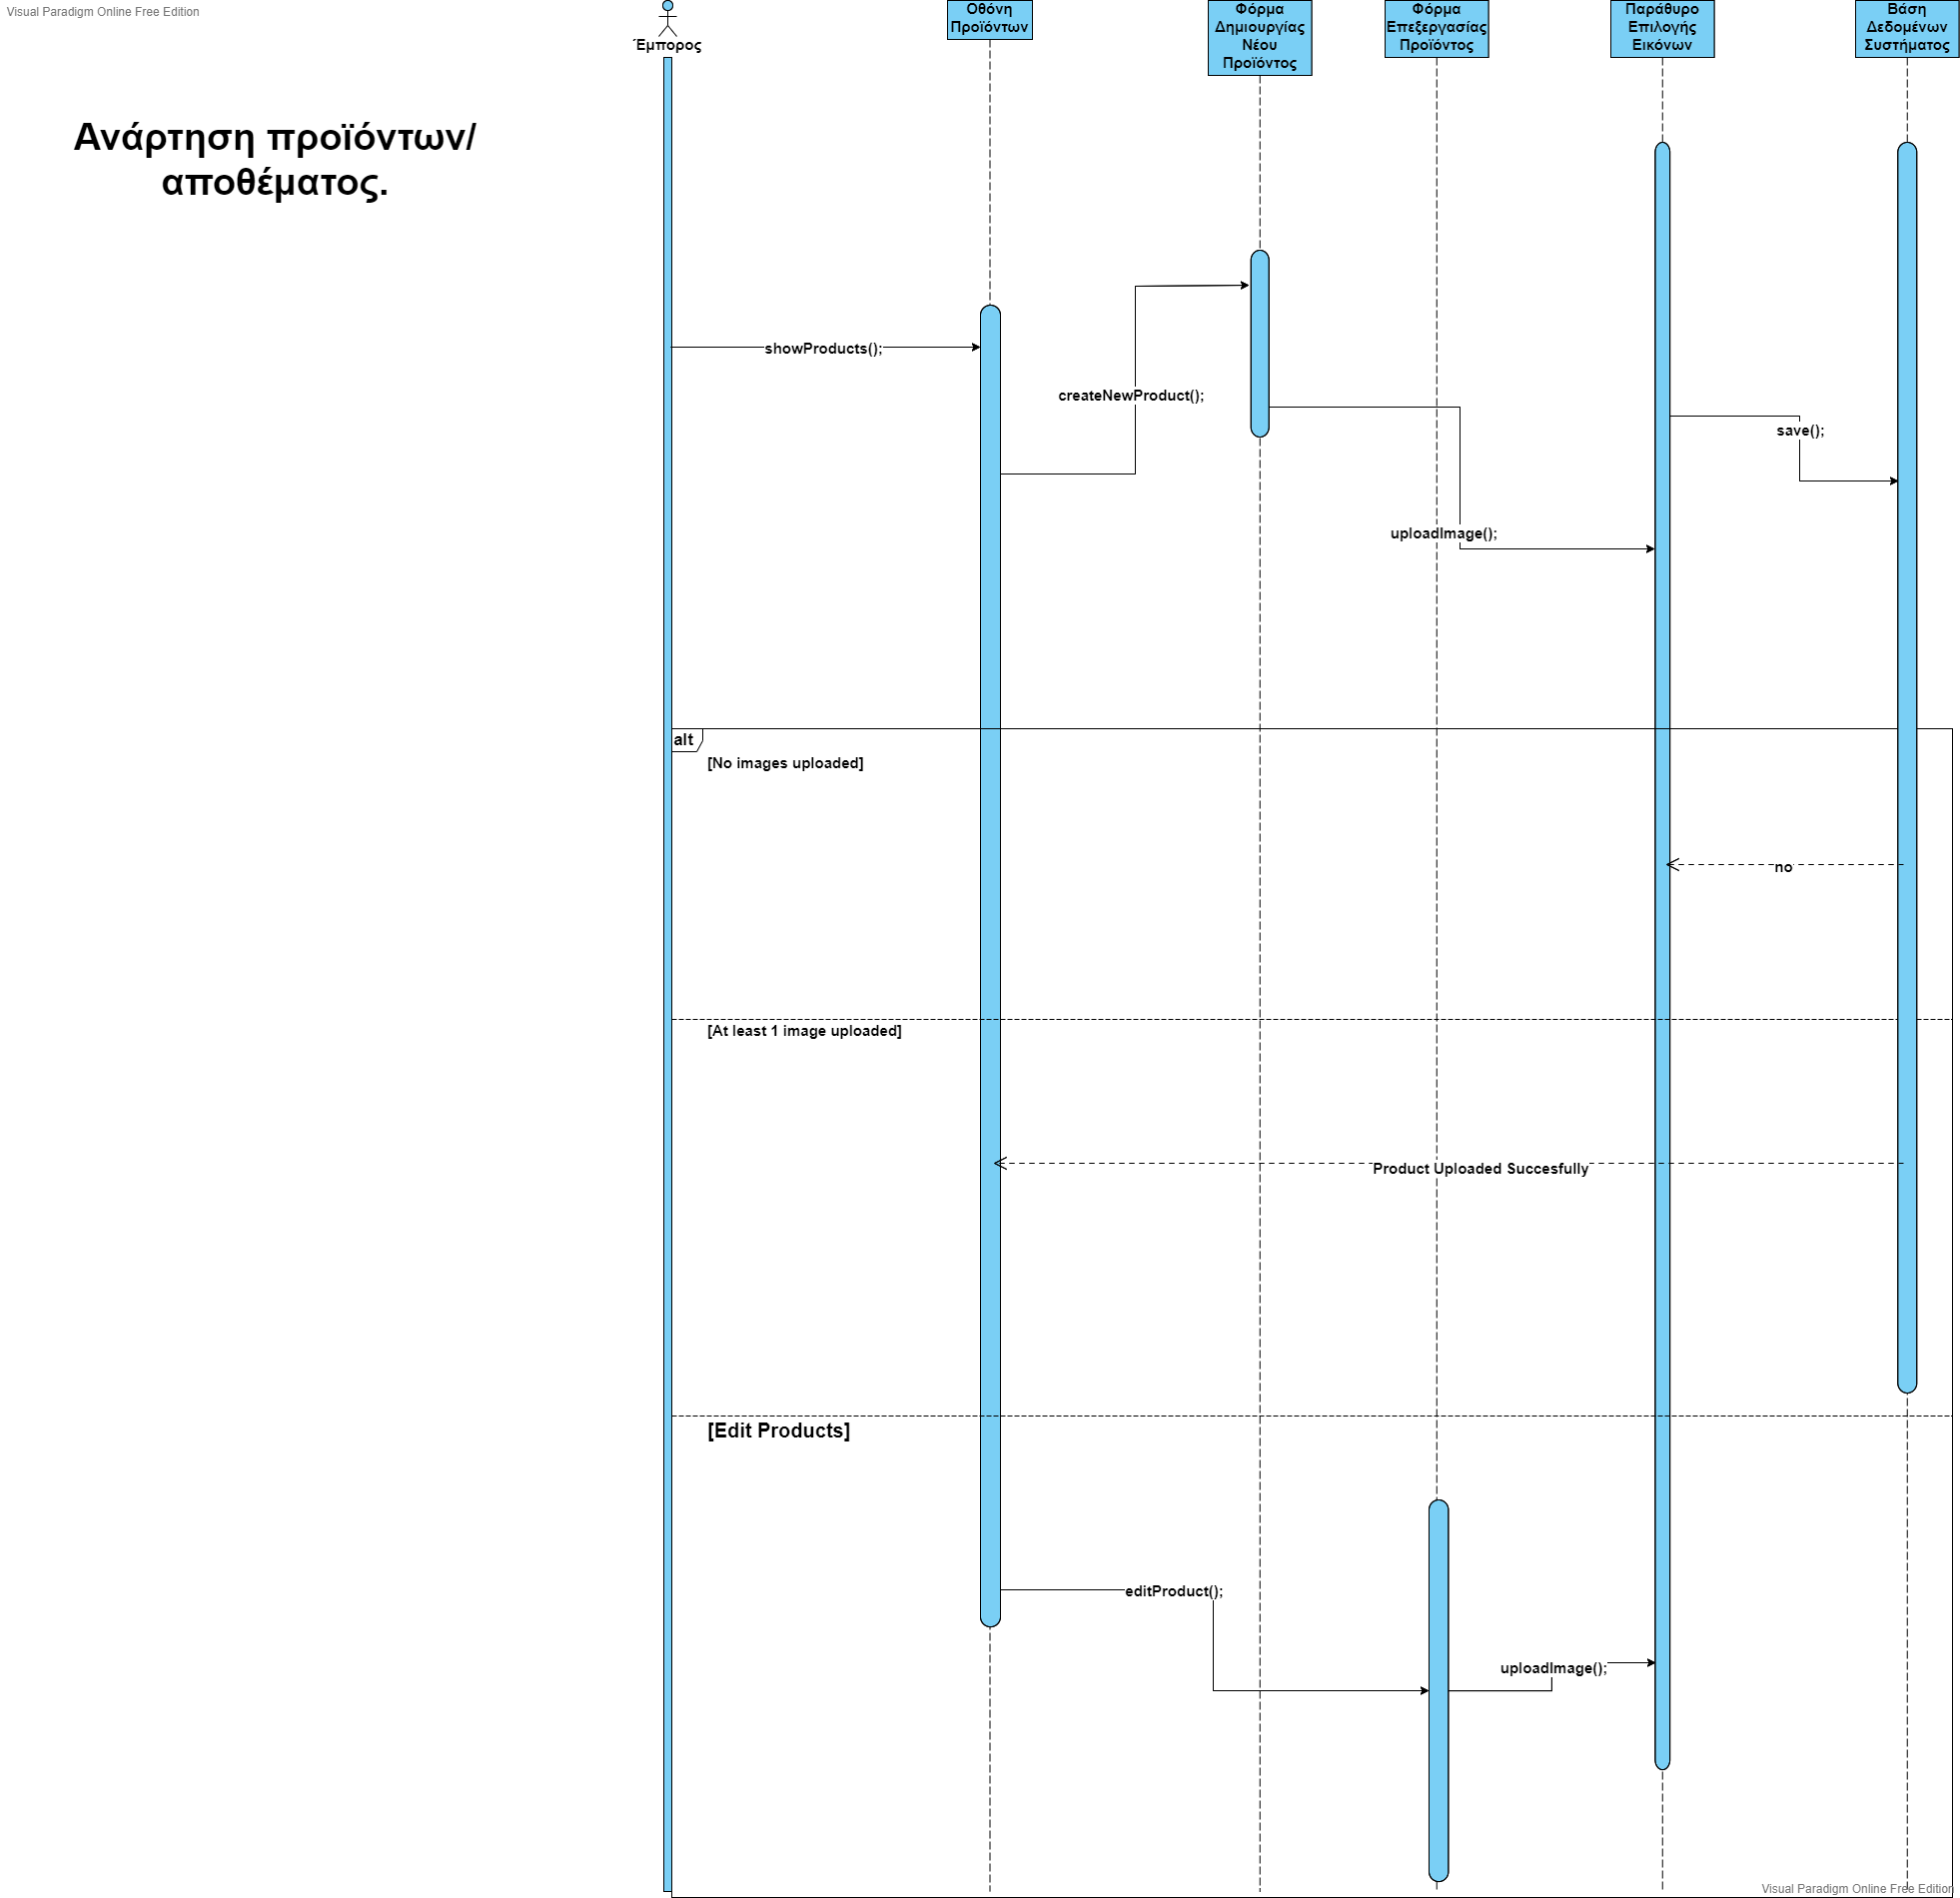 Visual Paradigm Online Free Edition
Έμπορος
Οθόνη
Προϊόντων
Φόρμα
Δημιουργίας
Νέου
Προϊόντος
Φόρμα
Επεξεργασίας
Προϊόντος
Παράθυρο
Επιλογής
Εικόνων
Βάση
Δεδομένων
Συστήματος
Ανάρτηση προϊόντων/
αποθέματος.
showProducts();
createNewProduct();
save();
uploadImage();
alt
[No images uploaded]
no
[At least 1 image uploaded]
Product Uploaded Succesfully
[Edit Products]
editProduct();
uploadImage();
Visual Paradigm Online Free Edition